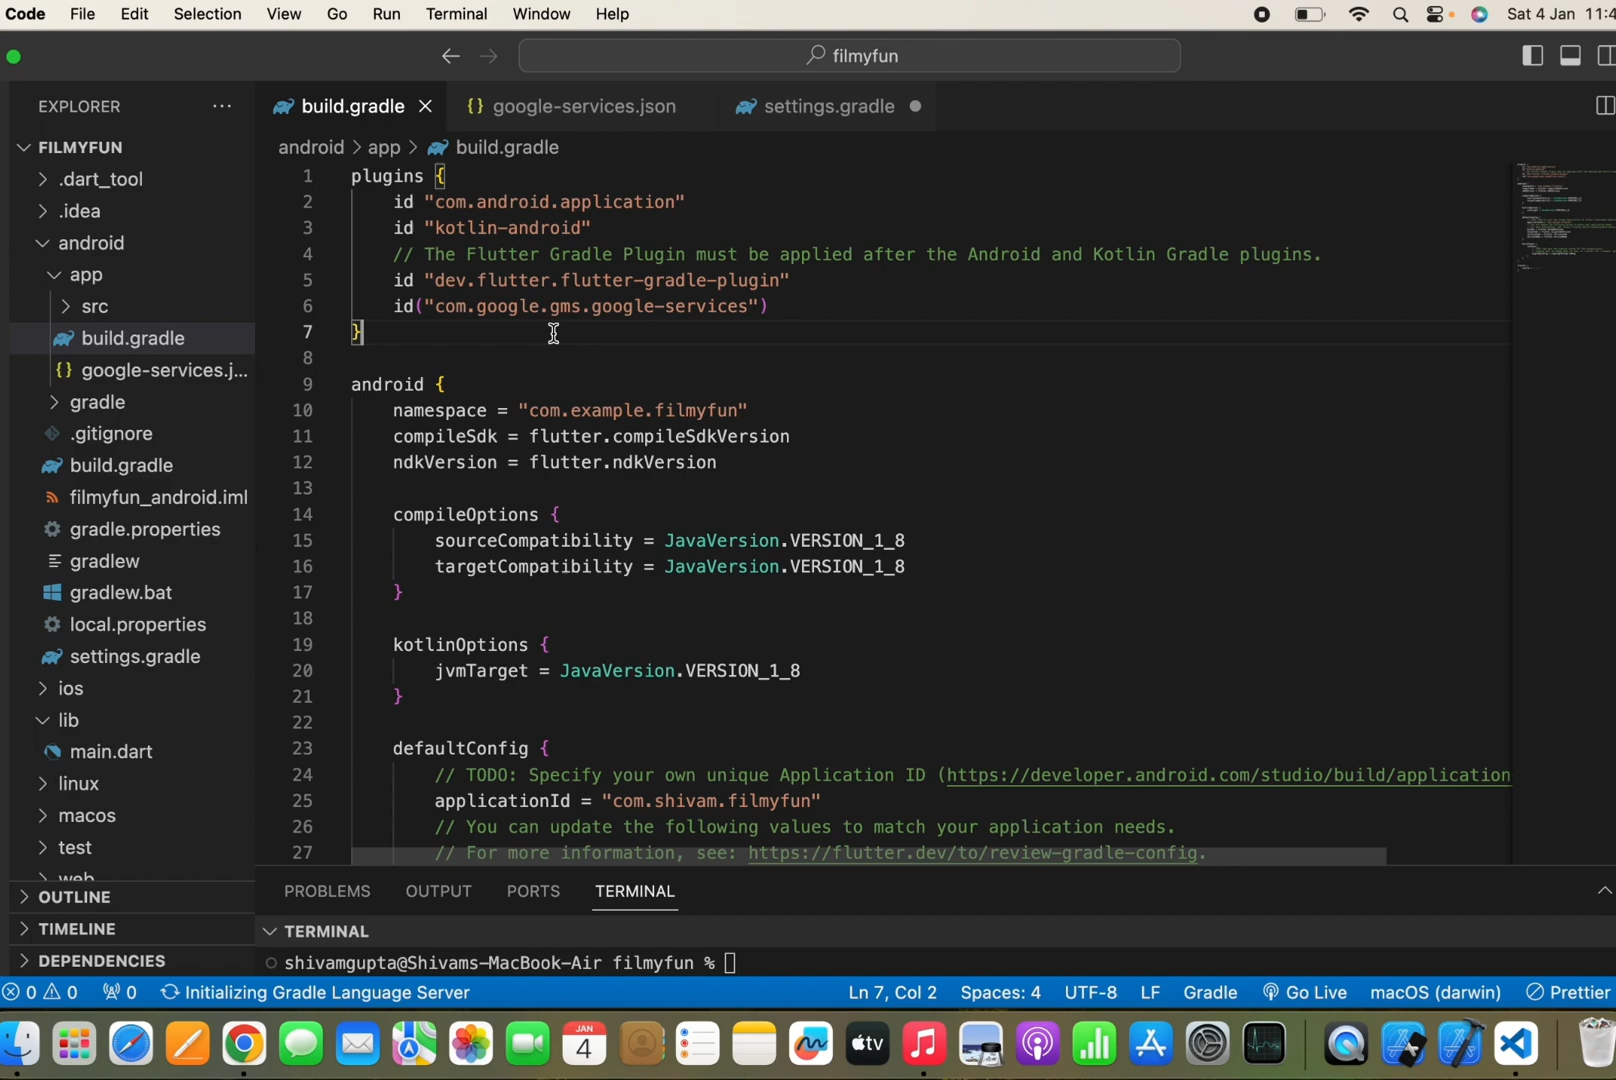 Code File Edit Selection View Go Run Terminal Window Help Sat 4 Jan 11:4
filmyfun
EXPLORER ···
build.gradle google-services.json settings.gradle
FILMYFUN
android > app > build.gradle
.dart_tool
.idea
android
app
src
build.gradle
google-services.j...
gradle
.gitignore
build.gradle
filmyfun_android.iml
gradle.properties
gradlew
gradlew.bat
local.properties
settings.gradle
ios
lib
main.dart
linux
macos
test
web
OUTLINE
TIMELINE
DEPENDENCIES
1 plugins {
2 id "com.android.application"
3 id "kotlin-android"
4 // The Flutter Gradle Plugin must be applied after the Android and Kotlin Gradle plugins.
5 id "dev.flutter.flutter-gradle-plugin"
6 id("com.google.gms.google-services")
7 }
8
9 android {
10 namespace = "com.example.filmyfun"
11 compileSdk = flutter.compileSdkVersion
12 ndkVersion = flutter.ndkVersion
13
14 compileOptions {
15 sourceCompatibility = JavaVersion.VERSION_1_8
16 targetCompatibility = JavaVersion.VERSION_1_8
17 }
18
19 kotlinOptions {
20 jvmTarget = JavaVersion.VERSION_1_8
21 }
22
23 defaultConfig {
24 // TODO: Specify your own unique Application ID (https://developer.android.com/studio/build/application
25 applicationId = "com.shivam.filmyfun"
26 // You can update the following values to match your application needs.
27 // For more information, see: https://flutter.dev/to/review-gradle-config.
PROBLEMS OUTPUT PORTS TERMINAL
TERMINAL
shivamgupta@Shivams-MacBook-Air filmyfun %
0 0 0 Initializing Gradle Language Server Ln 7, Col 2 Spaces: 4 UTF-8 LF Gradle Go Live macOS (darwin) Prettier
JAN
4
tv